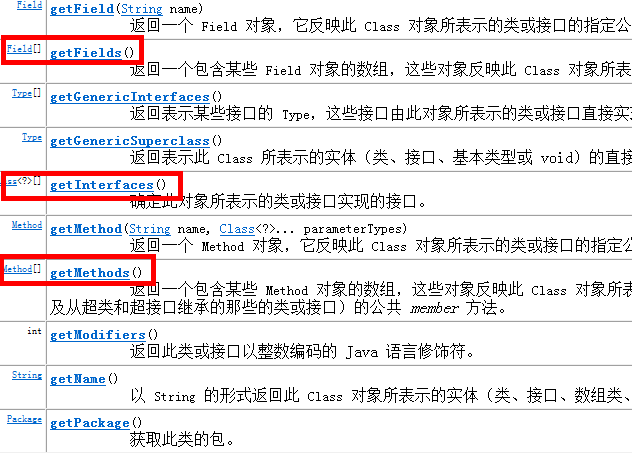 Field getField(String name)
返回一个 Field 对象，它反映此 Class 对象所表示的类或接口的指定公
Field[] getFields()
返回一个包含某些 Field 对象的数组，这些对象反映此 Class 对象所表
Type[] getGenericInterfaces()
返回表示某些接口的 Type，这些接口由此对象所表示的类或接口直接实现
Type getGenericSuperclass()
返回表示此 Class 所表示的实体（类、接口、基本类型或 void）的直接
ass<?>[] getInterfaces()
确定此对象所表示的类或接口实现的接口。
Method getMethod(String name, Class<?>... parameterTypes)
返回一个 Method 对象，它反映此 Class 对象所表示的类或接口的指定公
Method[] getMethods()
返回一个包含某些 Method 对象的数组，这些对象反映此 Class 对象所表
及从超类和超接口继承的那些的类或接口）的公共 member 方法。
int getModifiers()
返回此类或接口以整数编码的 Java 语言修饰符。
String getName()
以 String 的形式返回此 Class 对象所表示的实体（类、接口、数组类、
Package getPackage()
获取此类的包。